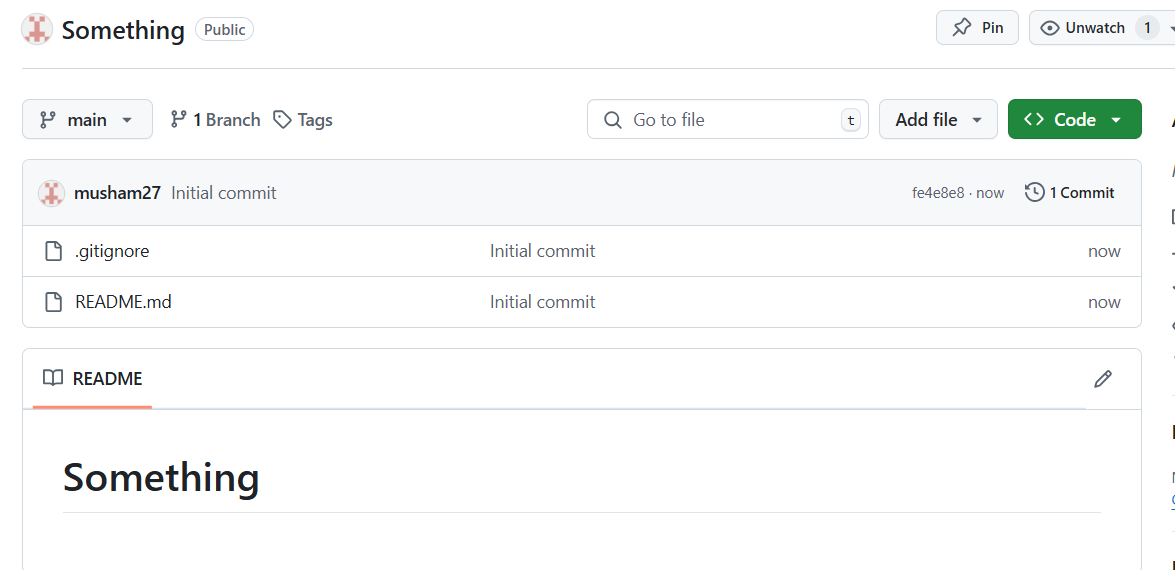 Something Public Pin Unwatch 1
main 1 Branch Tags Go to file t Add file Code
musham27 Initial commit fe4e8e8 · now 1 Commit
.gitignore Initial commit now
README.md Initial commit now
README
Something